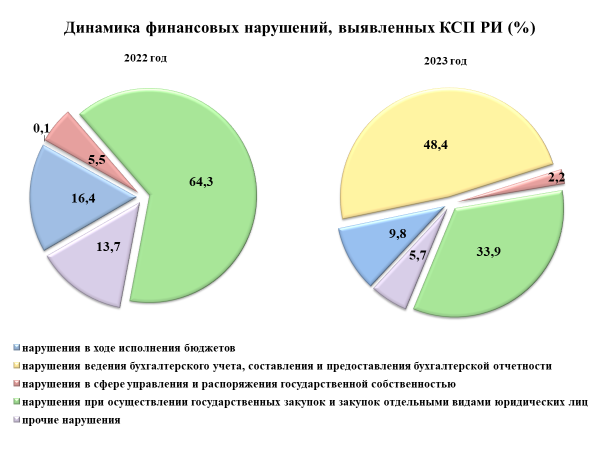 Динамика финансовых нарушений, выявленных КСП РИ (%)
2022 год
2023 год
0,1
5,5
64,3
16,4
13,7
48,4
2,2
9,8
5,7
33,9
нарушения в ходе исполнения бюджетов
нарушения ведения бухгалтерского учета, составления и предоставления бухгалтерской отчетности
нарушения в сфере управления и распоряжения государственной собственностью
нарушения при осуществлении государственных закупок и закупок отдельными видами юридических лиц
прочие нарушения